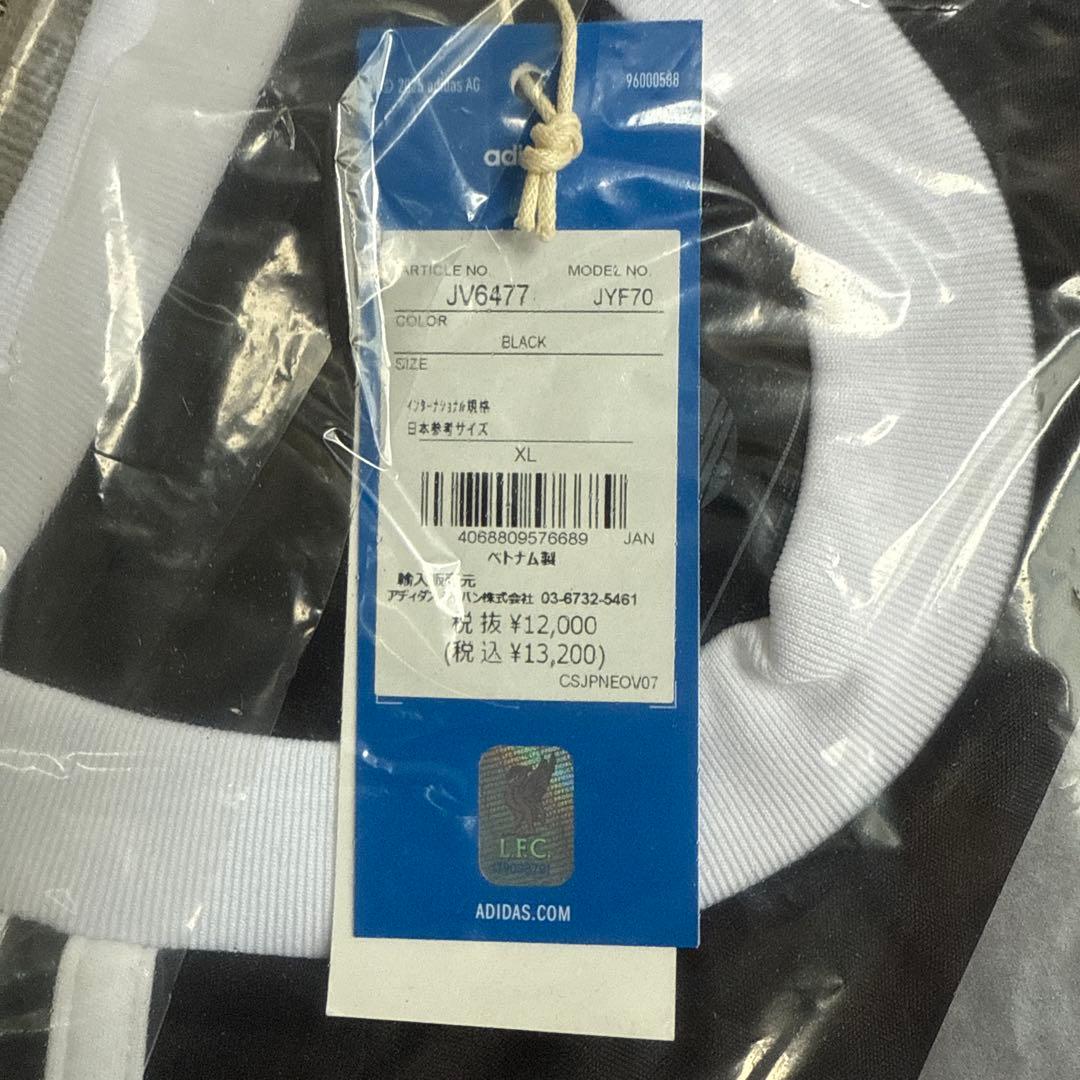 adidas AG 96000588
ARTICLE NO. MODEL NO.
JV6477 JYF70
COLOR
BLACK
SIZE
インターナショナル規格
日本参考サイズ
XL
4068809576689 JAN
ベトナム製
輸入販売元
アディダスジャパン株式会社 03-6732-5461
税抜 ¥12,000
(税込 ¥13,200)
CSJPNEOV07
L.F.C.
ADIDAS.COM